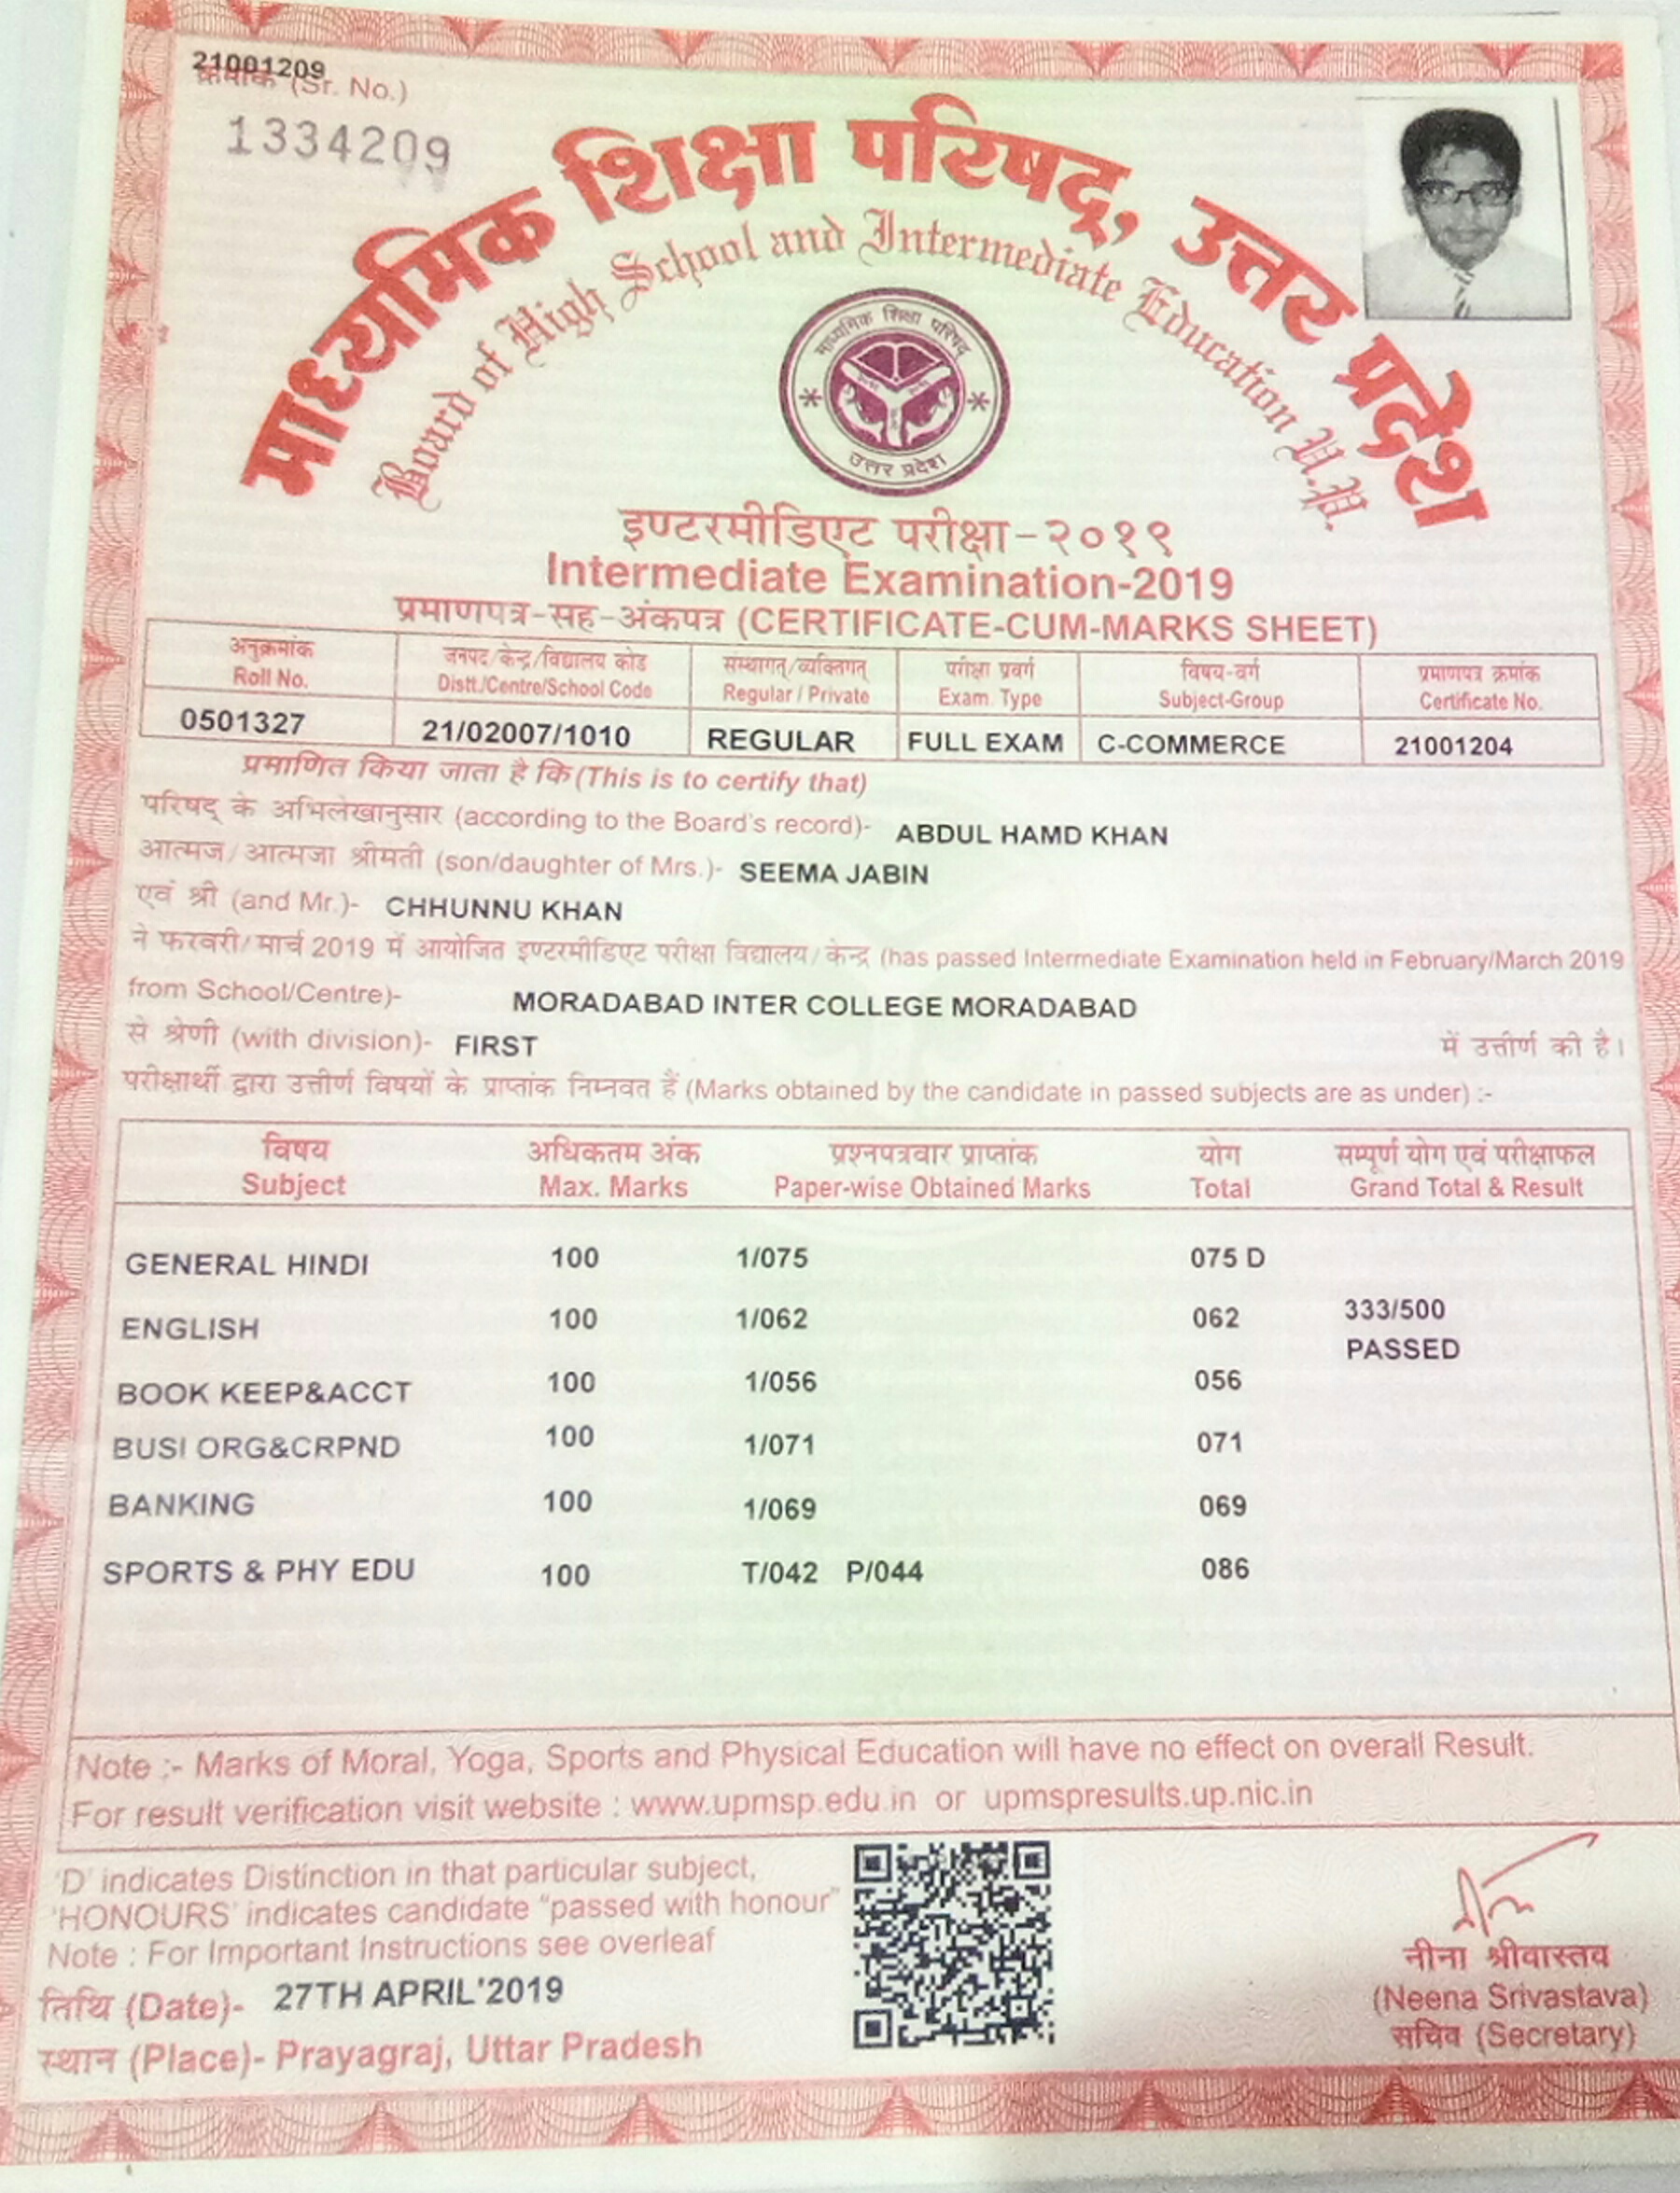 21001209
क्रमांक (Sr. No.)
1334209
माध्यमिक शिक्षा परिषद्, उत्तर प्रदेश
Board of High School and Intermediate Education U.P.
माध्यमिक शिक्षा परिषद्
उत्तर प्रदेश
इण्टरमीडिएट परीक्षा-२०१९
Intermediate Examination-2019
प्रमाणपत्र-सह-अंकपत्र (CERTIFICATE-CUM-MARKS SHEET)
अनुक्रमांक जनपद/केन्द्र/विद्यालय कोड संस्थागत/व्यक्तिगत् परीक्षा प्रवर्ग विषय-वर्ग प्रमाणपत्र क्रमांक
Roll No. Distt./Centre/School Code Regular / Private Exam. Type Subject-Group Certificate No.
0501327 21/02007/1010 REGULAR FULL EXAM C-COMMERCE 21001204
प्रमाणित किया जाता है कि (This is to certify that)
परिषद् के अभिलेखानुसार (according to the Board's record)- ABDUL HAMD KHAN
आत्मज/आत्मजा श्रीमती (son/daughter of Mrs.)- SEEMA JABIN
एवं श्री (and Mr.)- CHHUNNU KHAN
ने फरवरी/मार्च 2019 में आयोजित इण्टरमीडिएट परीक्षा विद्यालय/केन्द्र (has passed Intermediate Examination held in February/March 2019
from School/Centre)- MORADABAD INTER COLLEGE MORADABAD
से श्रेणी (with division)- FIRST में उत्तीर्ण की है।
परीक्षार्थी द्वारा उत्तीर्ण विषयों के प्राप्तांक निम्नवत हैं (Marks obtained by the candidate in passed subjects are as under) :-
विषय अधिकतम अंक प्रश्नपत्रवार प्राप्तांक योग सम्पूर्ण योग एवं परीक्षाफल
Subject Max. Marks Paper-wise Obtained Marks Total Grand Total & Result
GENERAL HINDI 100 1/075 075 D
ENGLISH 100 1/062 062 333/500
PASSED
BOOK KEEP&ACCT 100 1/056 056
BUSI ORG&CRPND 100 1/071 071
BANKING 100 1/069 069
SPORTS & PHY EDU 100 T/042 P/044 086
Note :- Marks of Moral, Yoga, Sports and Physical Education will have no effect on overall Result.
For result verification visit website : www.upmsp.edu.in or upmspresults.up.nic.in
'D' indicates Distinction in that particular subject,
'HONOURS' indicates candidate "passed with honour"
Note : For Important Instructions see overleaf
तिथि (Date)- 27TH APRIL'2019
स्थान (Place)- Prayagraj, Uttar Pradesh
नीना श्रीवास्तव
(Neena Srivastava)
सचिव (Secretary)